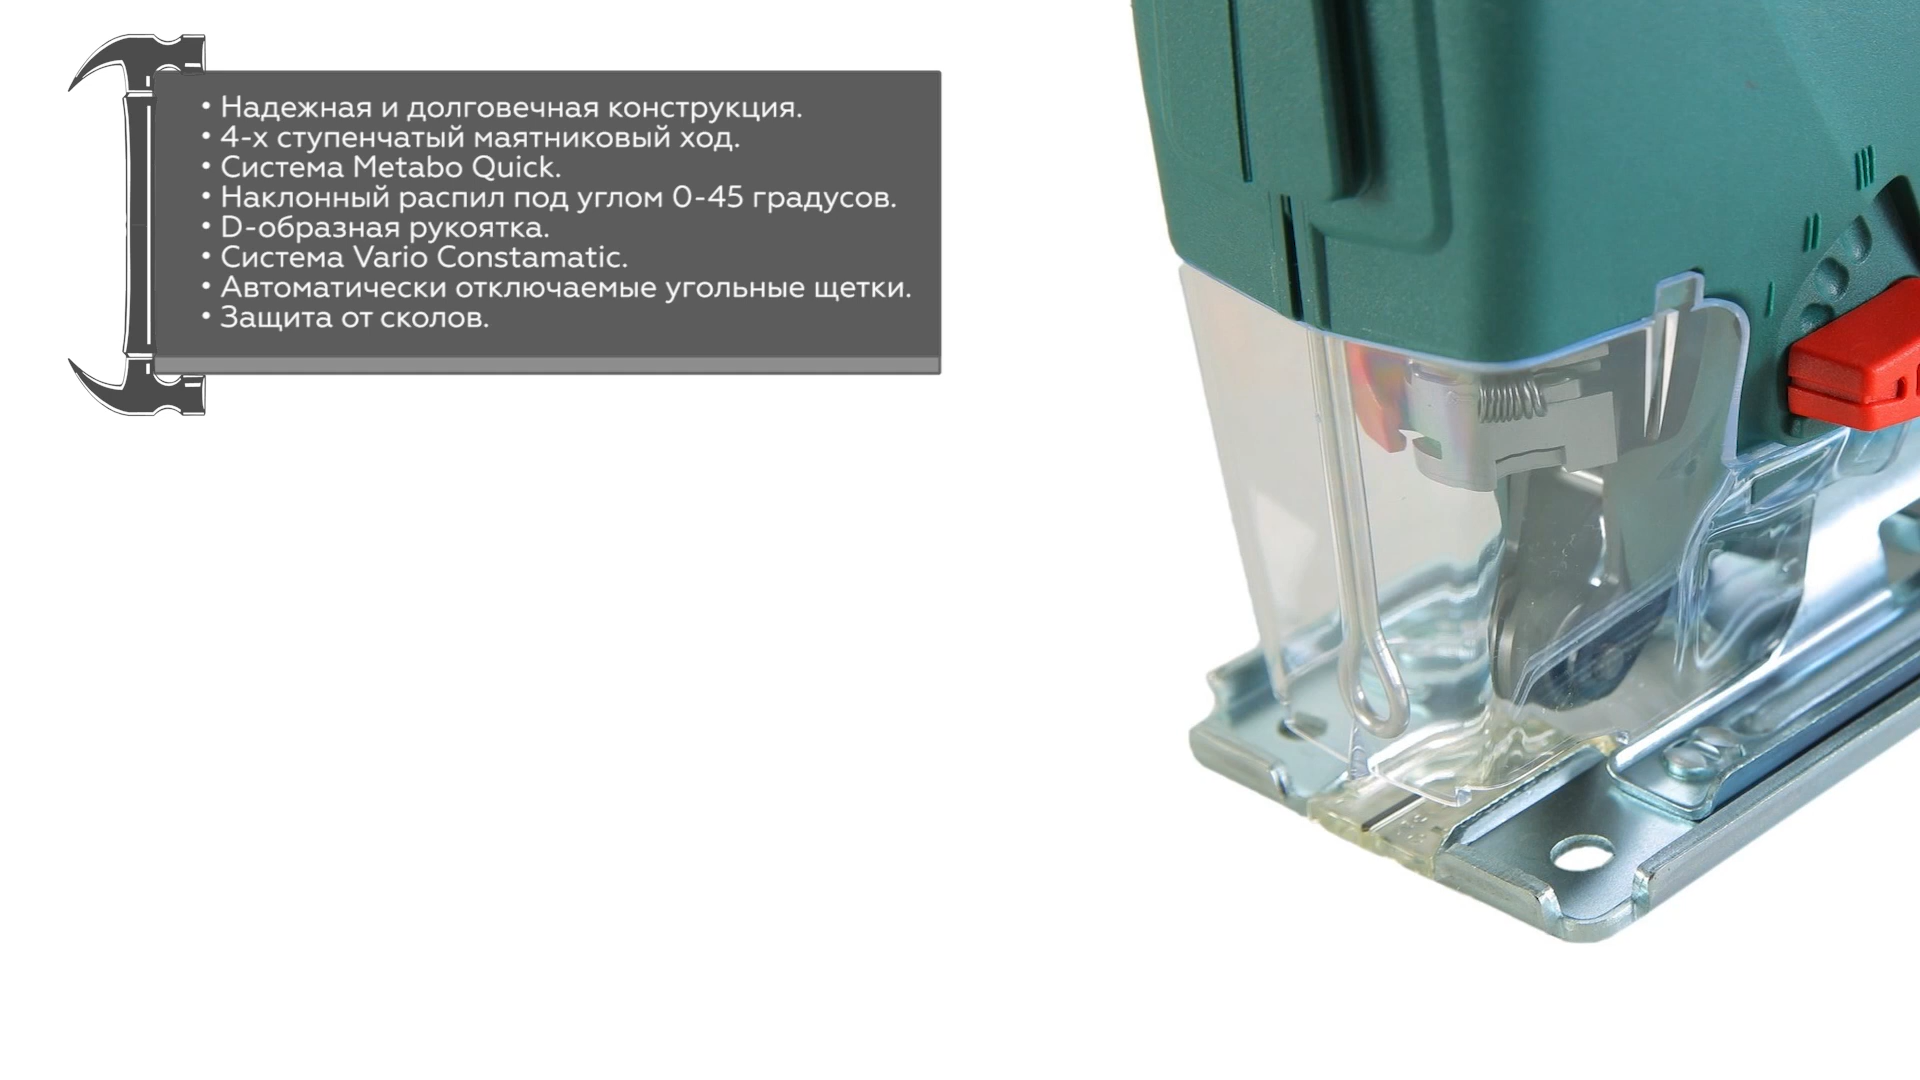 • Надежная и долговечная конструкция.
• 4-х ступенчатый маятниковый ход.
• Система Metabo Quick.
• Наклонный распил под углом 0-45 градусов.
• D-образная рукоятка.
• Система Vario Constamatic.
• Автоматически отключаемые угольные щетки.
• Защита от сколов.